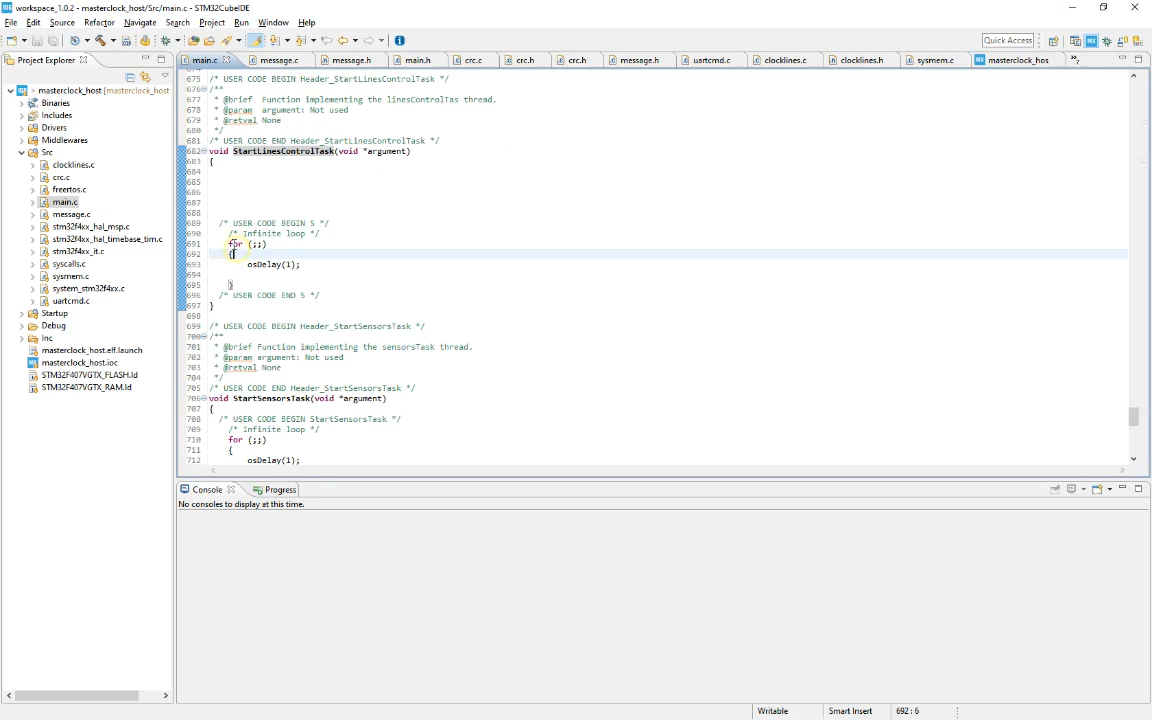 workspace_1.0.2 - masterclock_host/Src/main.c - STM32CubeIDE
File Edit Source Refactor Navigate Search Project Run Window Help
Quick Access
Project Explorer
main.c message.c message.h main.h crc.c crc.h crc.h message.h uartcmd.c clocklines.c clocklines.h sysmem.c masterclock_hos
> masterclock_host [masterclock_host
Binaries
Includes
Drivers
Middlewares
Src
clocklines.c
crc.c
freertos.c
main.c
message.c
stm32f4xx_hal_msp.c
stm32f4xx_hal_timebase_tim.c
stm32f4xx_it.c
syscalls.c
sysmem.c
system_stm32f4xx.c
uartcmd.c
Startup
Debug
Inc
masterclock_host.elf.launch
masterclock_host.ioc
STM32F407VGTX_FLASH.ld
STM32F407VGTX_RAM.ld
675 /* USER CODE BEGIN Header_StartLinesControlTask */
676 /**
677 * @brief Function implementing the linesControlTas thread.
678 * @param argument: Not used
679 * @retval None
680 */
681 /* USER CODE END Header_StartLinesControlTask */
682 void StartLinesControlTask(void *argument)
683 {
684
685
686
687
688
689 /* USER CODE BEGIN 5 */
690 /* Infinite loop */
691 for (;;)
692 {
693 osDelay(1);
694
695 }
696 /* USER CODE END 5 */
697 }
698
699 /* USER CODE BEGIN Header_StartSensorsTask */
700 /**
701 * @brief Function implementing the sensorsTask thread.
702 * @param argument: Not used
703 * @retval None
704 */
705 /* USER CODE END Header_StartSensorsTask */
706 void StartSensorsTask(void *argument)
707 {
708 /* USER CODE BEGIN StartSensorsTask */
709 /* Infinite loop */
710 for (;;)
711 {
712 osDelay(1);
Console Progress
No consoles to display at this time.
Writable Smart Insert 692 : 6